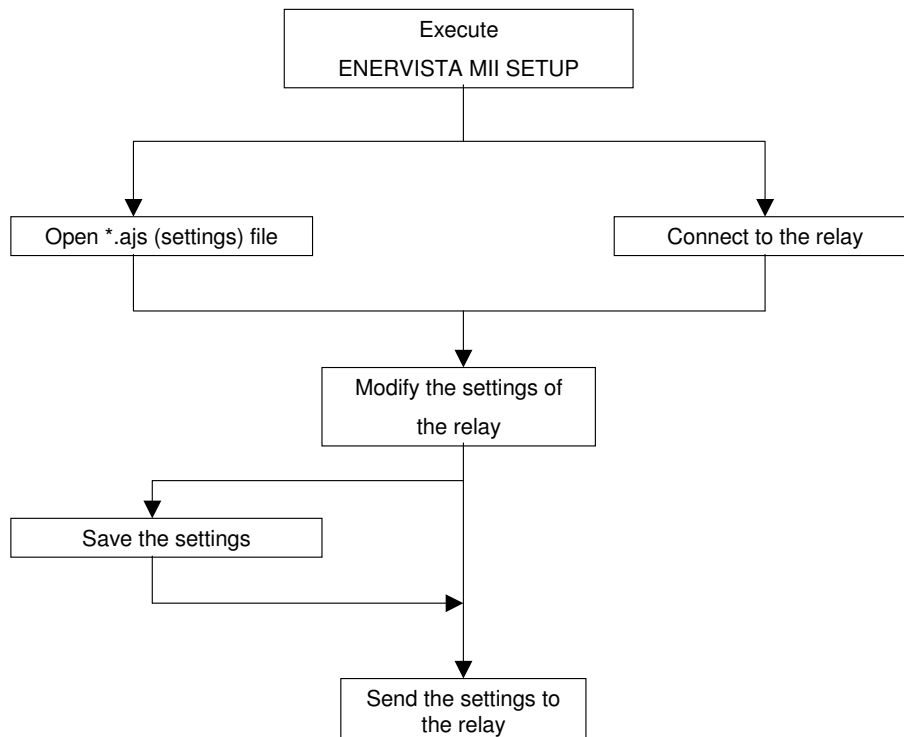 Execute
ENERVISTA MII SETUP
Open *.ajs (settings) file
Connect to the relay
Modify the settings of
the relay
Save the settings
Send the settings to
the relay